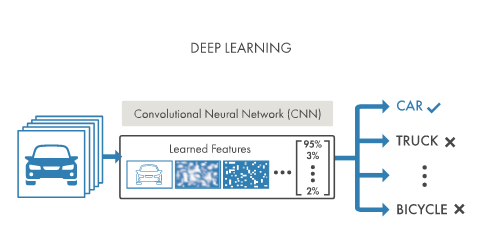 DEEP LEARNING
Convolutional Neural Network (CNN)
Learned Features
95%
3%
2%
CAR
TRUCK
BICYCLE